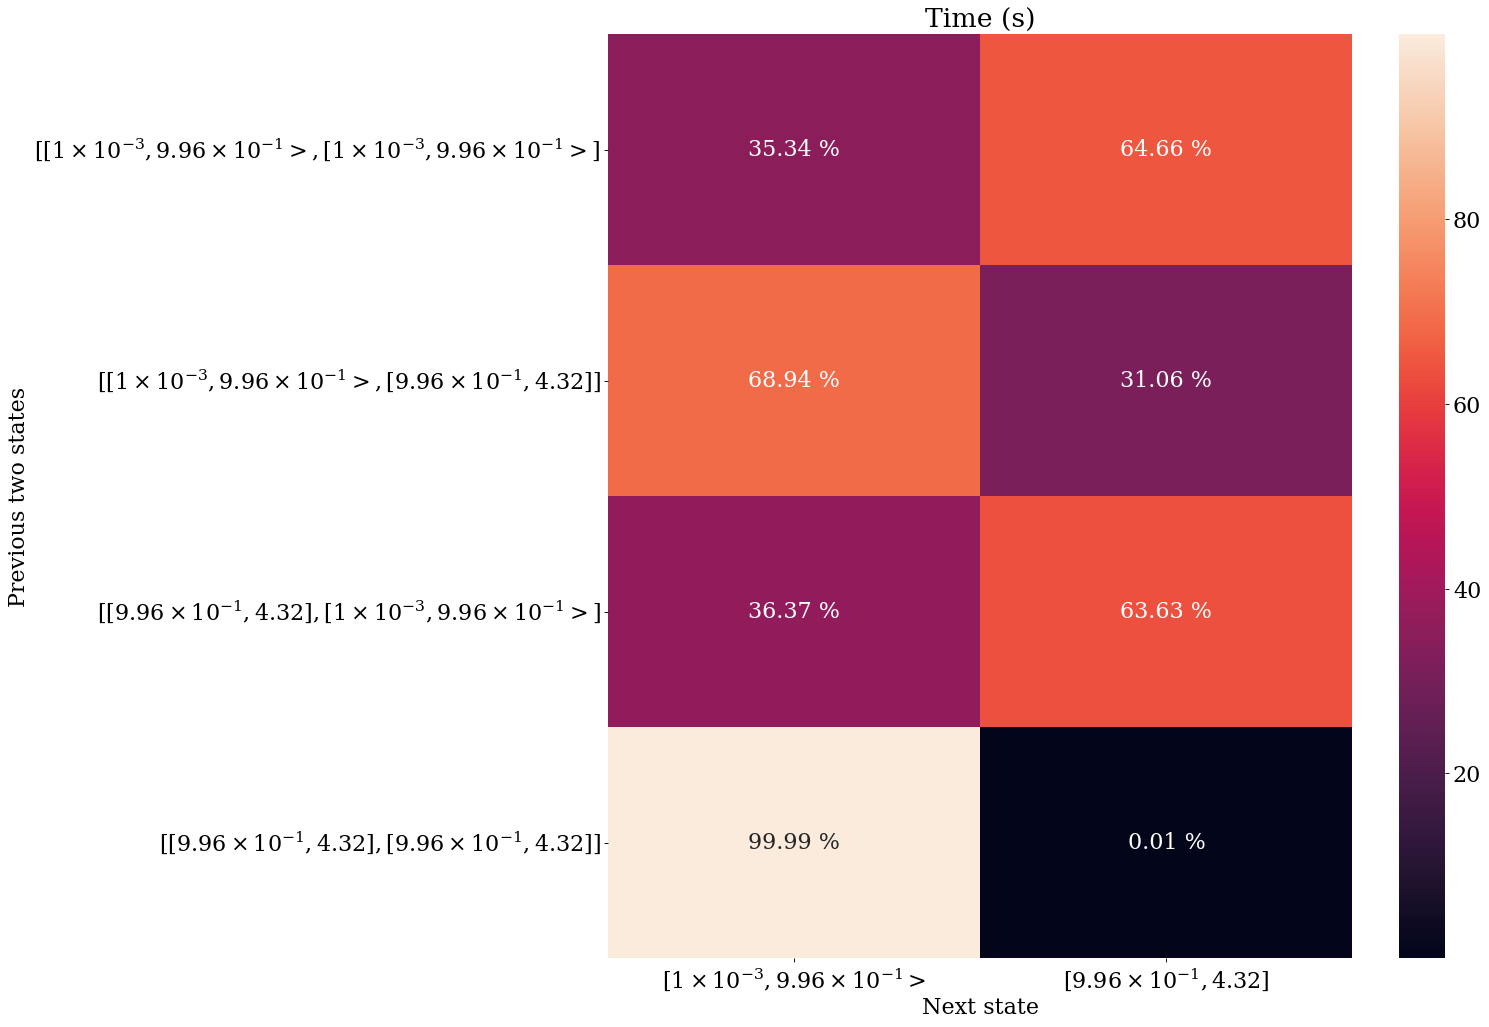 Time (s)
[[1 × 10⁻³, 9.96 × 10⁻¹ >, [1 × 10⁻³, 9.96 × 10⁻¹ > ]
35.34 %
64.66 %
80
[[1 × 10⁻³, 9.96 × 10⁻¹ >, [9.96 × 10⁻¹, 4.32]]
68.94 %
31.06 %
60
Previous two states
[[9.96 × 10⁻¹, 4.32], [1 × 10⁻³, 9.96 × 10⁻¹ > ]
36.37 %
63.63 %
40
20
[[9.96 × 10⁻¹, 4.32], [9.96 × 10⁻¹, 4.32]]
99.99 %
0.01 %
[1 × 10⁻³, 9.96 × 10⁻¹ >
[9.96 × 10⁻¹, 4.32]
Next state